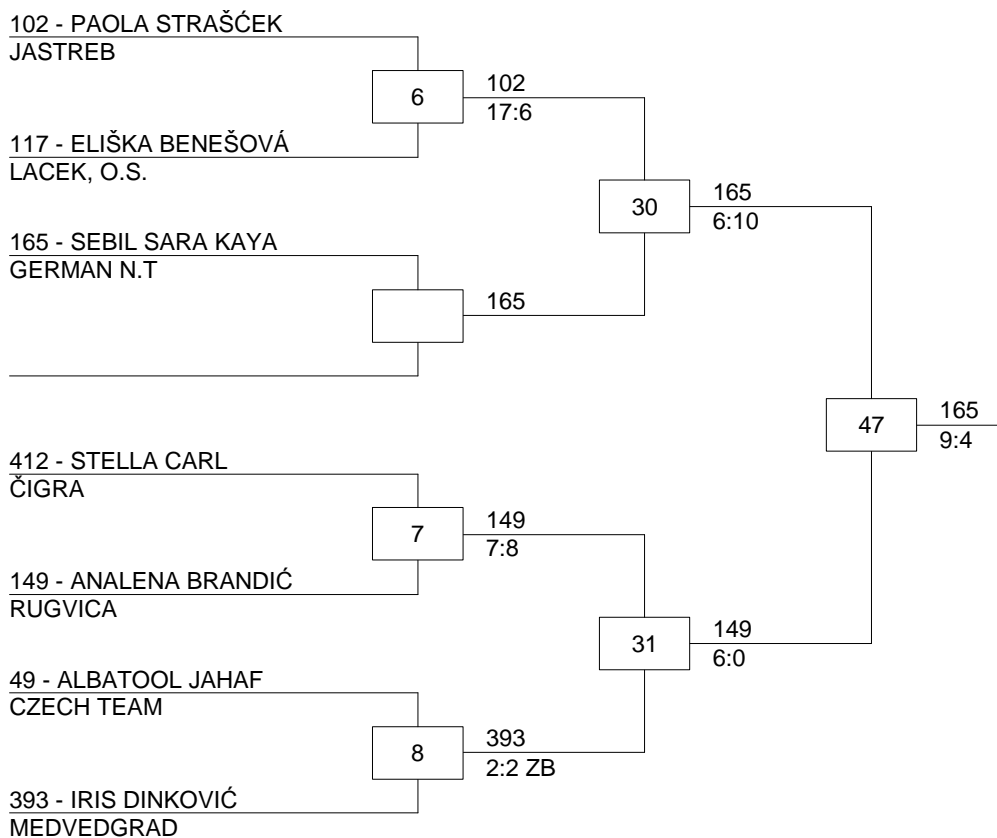 102 - PAOLA STRAŠĆEK
JASTREB
6
102
17:6
117 - ELIŠKA BENEŠOVÁ
LACEK, O.S.
30
165
6:10
165 - SEBIL SARA KAYA
GERMAN N.T
165
47
165
9:4
412 - STELLA CARL
ČIGRA
7
149
7:8
149 - ANALENA BRANDIĆ
RUGVICA
31
149
6:0
49 - ALBATOOL JAHAF
CZECH TEAM
8
393
2:2 ZB
393 - IRIS DINKOVIĆ
MEDVEDGRAD